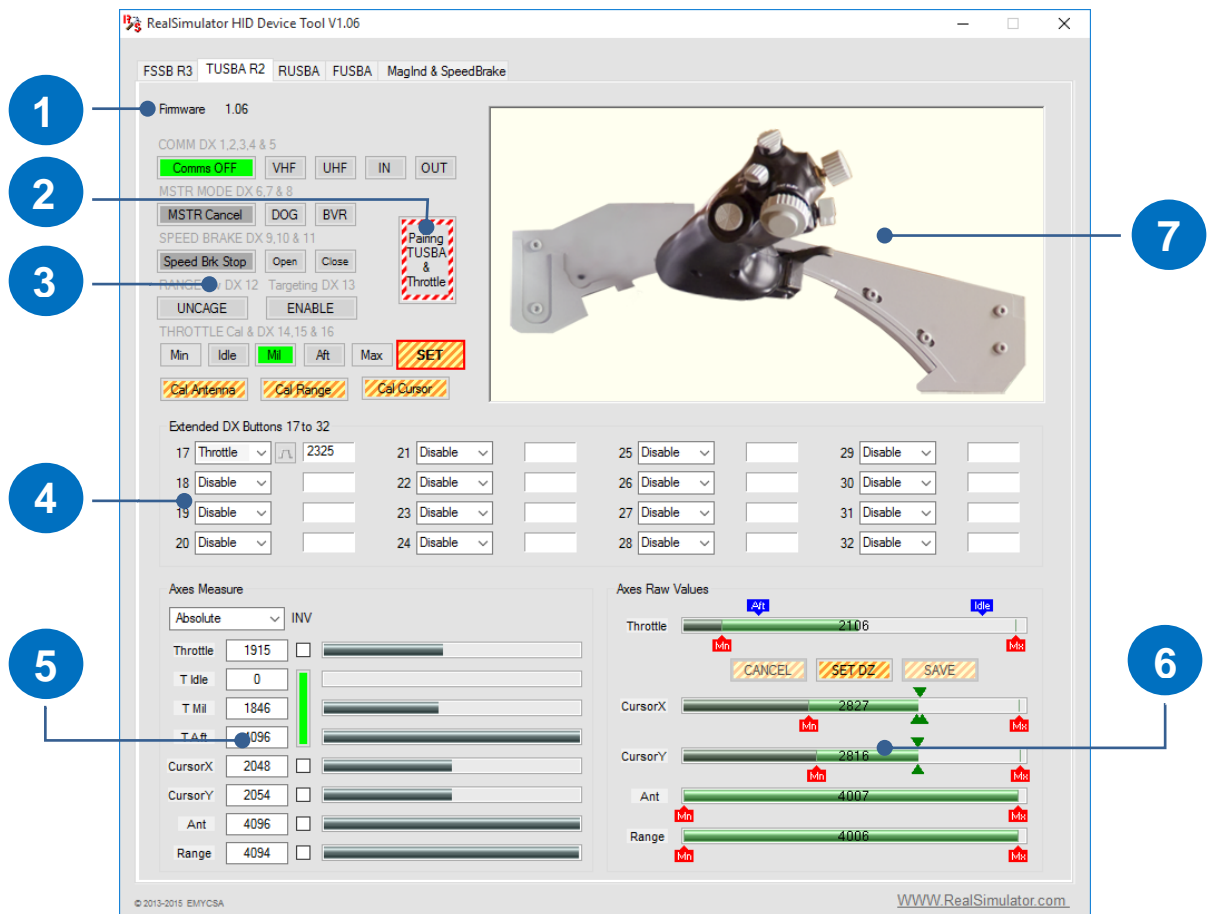 RealSimulator HID Device Tool V1.06
FSSB R3 TUSBA R2 RUSBA FUSBA MagInd & SpeedBrake
1
Firmware 1.06
COMM DX 1,2,3,4 & 5
Comms OFF VHF UHF IN OUT
2
MSTR MODE DX 6,7 & 8
MSTR Cancel DOG BVR
SPEED BRAKE DX 9,10 & 11
Speed Brk Stop Open Close
Pairing
TUSBA
&
Throttle
7
3
DX 12 Targeting DX 13
UNCAGE ENABLE
THROTTLE Cal & DX 14,15 & 16
Min Idle Mil Aft Max SET
Cal Antenna Cal Range Cal Cursor
Extended DX Buttons 17 to 32
17 Throttle 2325 21 Disable 25 Disable 29 Disable
4
18 Disable 22 Disable 26 Disable 30 Disable
19 Disable 23 Disable 27 Disable 31 Disable
20 Disable 24 Disable 28 Disable 32 Disable
Axes Measure
Absolute INV
5
Throttle 1915
T Idle 0
T Mil 1846
T Aft 4096
CursorX 2048
CursorY 2054
Ant 4096
Range 4094
Axes Raw Values
Aft Idle
Throttle 2106
Mn Mx
CANCEL SET DZ SAVE
6
CursorX 2827
Mn Mx
CursorY 2816
Mn Mx
Ant 4007
Mn Mx
Range 4006
Mn Mx
© 2013-2015 EMYCSA
WWW.RealSimulator.com